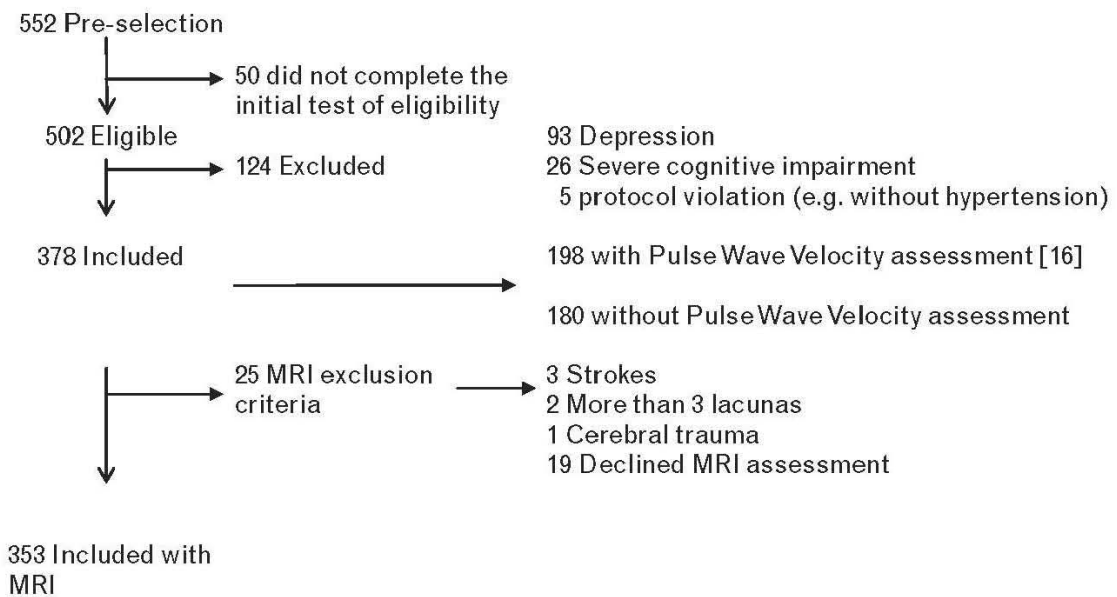 552 Pre-selection
50 did not complete the
initial test of eligibility
502 Eligible
124 Excluded
93 Depression
26 Severe cognitive impairment
5 protocol violation (e.g. without hypertension)
378 Included
198 with Pulse Wave Velocity assessment [16]
180 without Pulse Wave Velocity assessment
25 MRI exclusion
criteria
3 Strokes
2 More than 3 lacunas
1 Cerebral trauma
19 Declined MRI assessment
353 Included with
MRI